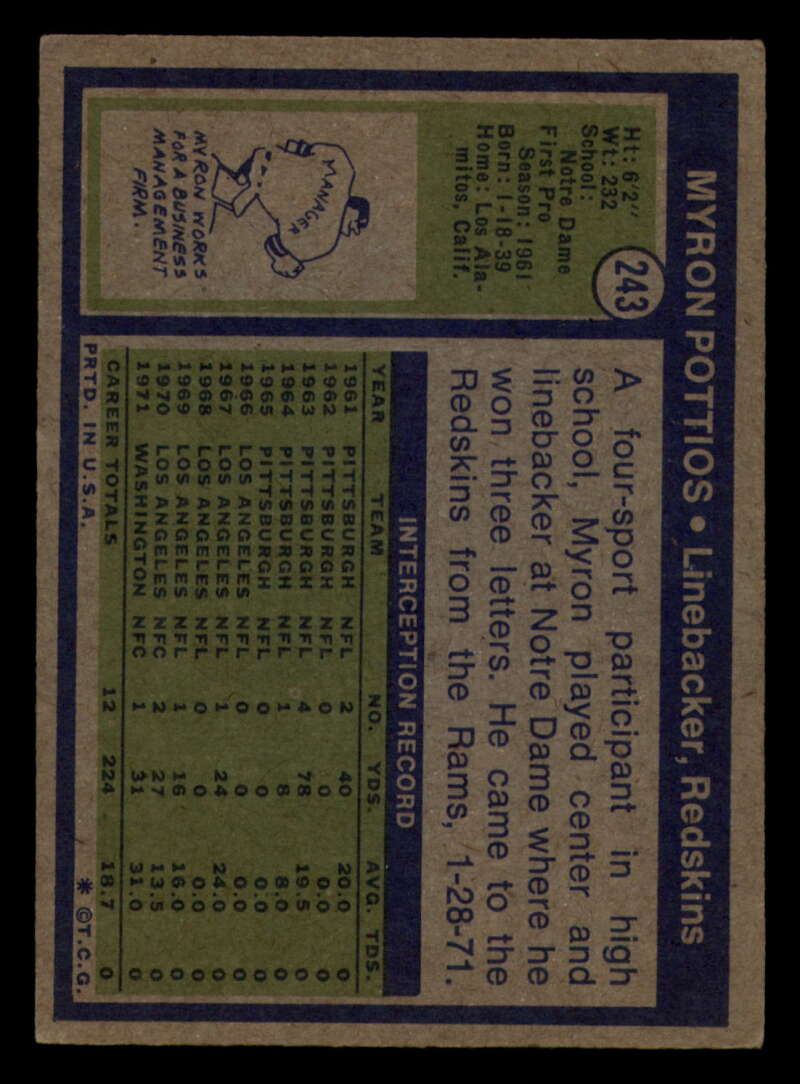 MYRON POTTIOS • Linebacker, Redskins
Ht: 6'2"
Wt: 232
School:
Notre Dame
First Pro
Season: 1961
Born: 1-18-39
Home: Los Ala-
mitos, Calif.
243
MANAGER
MYRON WORKS
FOR A BUSINESS
MANAGEMENT
FIRM.
A four-sport participant in high
school, Myron played center and
linebacker at Notre Dame where he
won three letters. He came to the
Redskins from the Rams, 1-28-71.
INTERCEPTION RECORD
YEAR TEAM NO. YDS. AVG. TDS.
1961 PITTSBURGH NFL 2 40 20.0 0
1962 PITTSBURGH NFL 0 0 0.0 0
1963 PITTSBURGH NFL 4 78 19.5 0
1964 PITTSBURGH NFL 1 8 8.0 0
1965 PITTSBURGH NFL 0 0 0.0 0
1966 LOS ANGELES NFL 0 0 0.0 0
1967 LOS ANGELES NFL 1 24 24.0 0
1968 LOS ANGELES NFL 0 0 0.0 0
1969 LOS ANGELES NFL 1 16 16.0 0
1970 LOS ANGELES NFC 2 27 13.5 0
1971 WASHINGTON NFC 1 31 31.0 0
CAREER TOTALS 12 224 18.7 0
PRTD. IN U.S.A. * ©T.C.G.